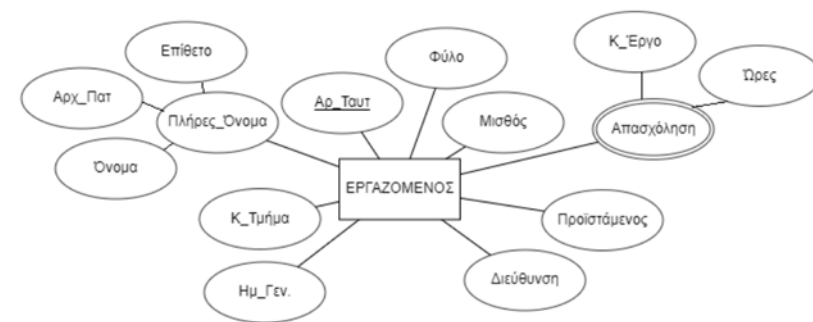 Επίθετο
Φύλο
Κ_Έργο
Ώρες
Αρχ_Πατ
Αρ_Ταυτ
Πλήρες_Όνομα
Μισθός
Απασχόληση
Όνομα
ΕΡΓΑΖΟΜΕΝΟΣ
Κ_Τμήμα
Προϊστάμενος
Ημ_Γεν.
Διεύθυνση